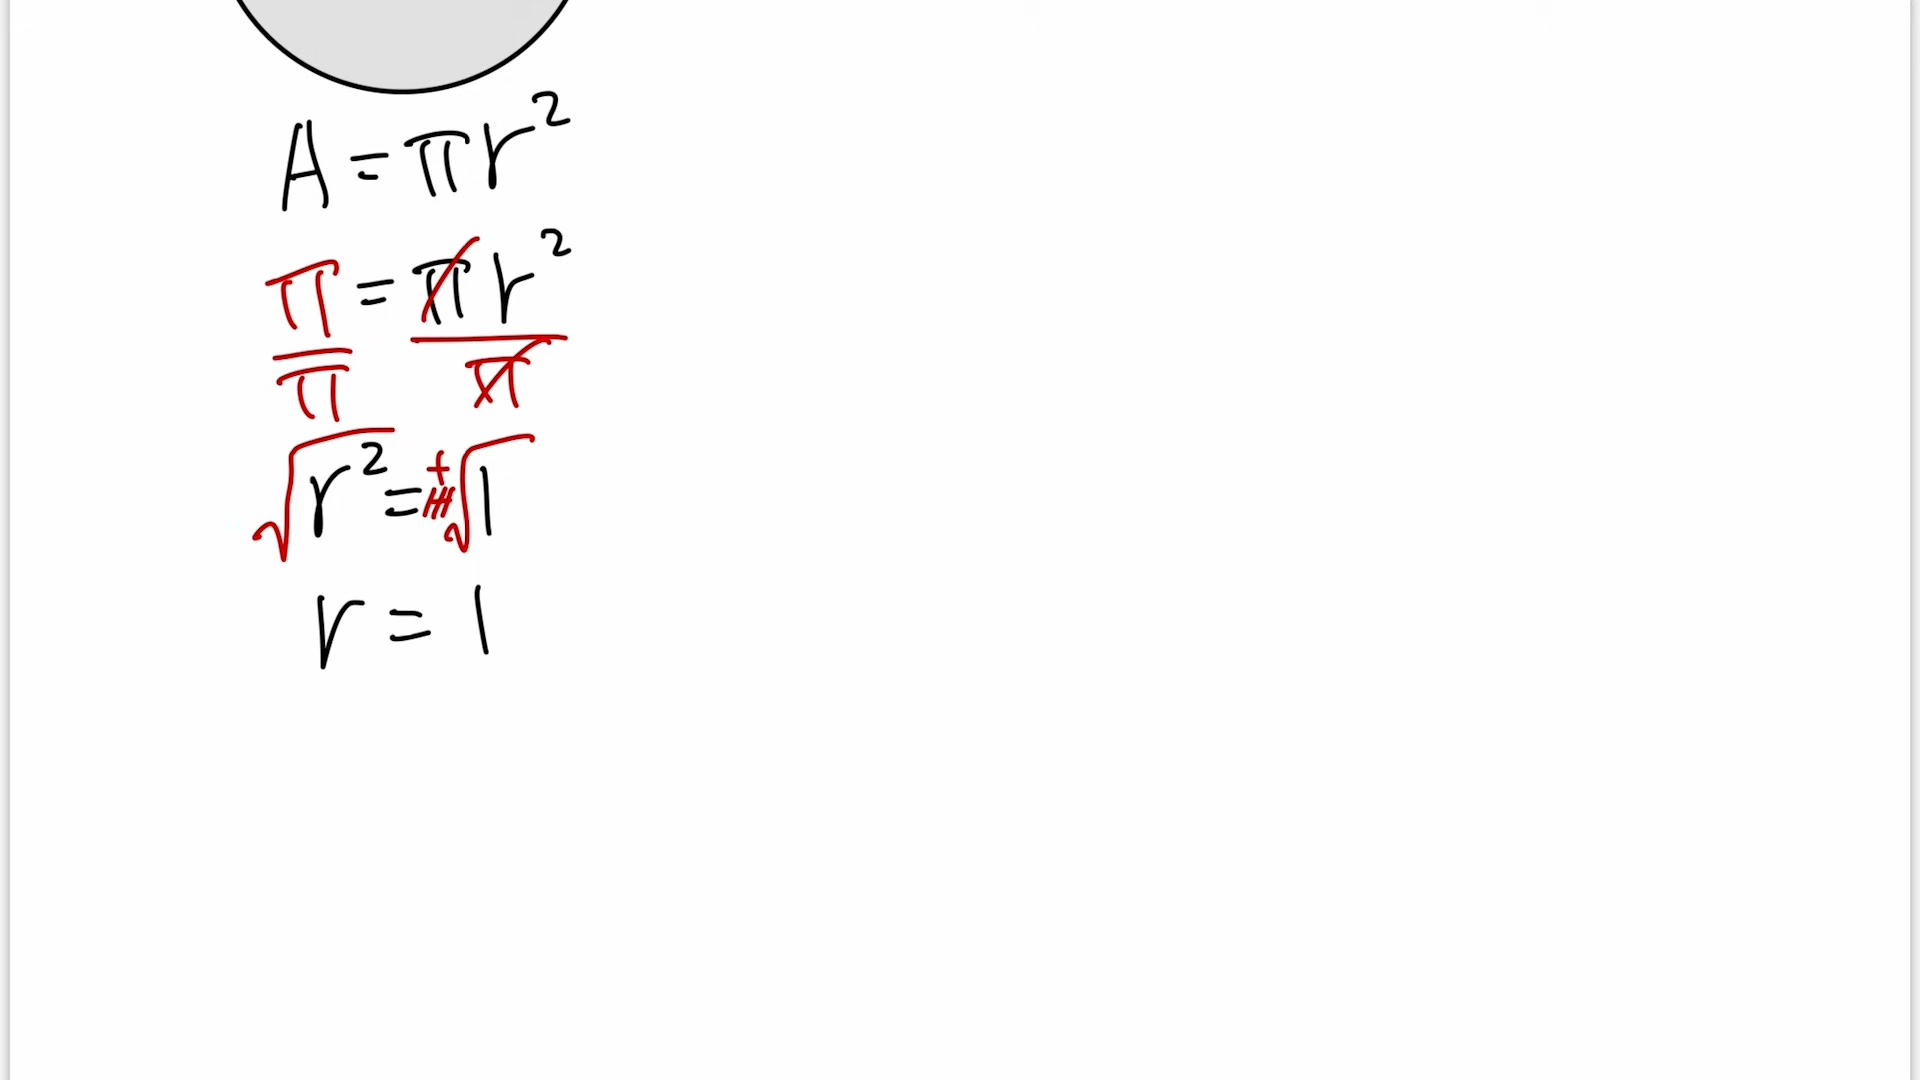 A = πr²
π/π = πr²/π
√r² = +√1
r = 1